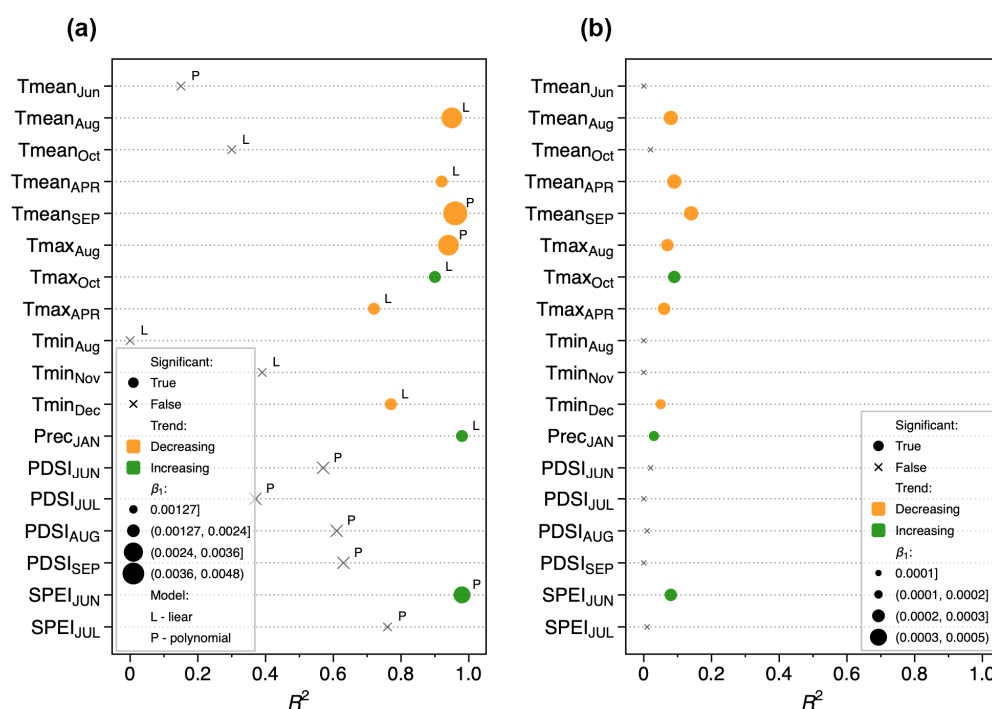 (a)
(b)
Tmean_Jun P
Tmean_Aug L
Tmean_Oct L
Tmean_APR L
Tmean_SEP P
Tmax_Aug P
Tmax_Oct L
Tmax_APR L
Tmin_Aug L
Tmin_Nov L
Tmin_Dec L
Prec_JAN L
PDSI_JUN P
PDSI_JUL P
PDSI_AUG P
PDSI_SEP P
SPEI_JUN P
SPEI_JUL P
Significant:
True
False
Trend:
Decreasing
Increasing
β₁:
0.00127]
(0.00127, 0.0024]
(0.0024, 0.0036]
(0.0036, 0.0048)
Model:
L - liear
P - polynomial
0 0.2 0.4 0.6 0.8 1.0
R²
Tmean_Jun
Tmean_Aug
Tmean_Oct
Tmean_APR
Tmean_SEP
Tmax_Aug
Tmax_Oct
Tmax_APR
Tmin_Aug
Tmin_Nov
Tmin_Dec
Prec_JAN
PDSI_JUN
PDSI_JUL
PDSI_AUG
PDSI_SEP
SPEI_JUN
SPEI_JUL
Significant:
True
False
Trend:
Decreasing
Increasing
β₁:
0.0001]
(0.0001, 0.0002]
(0.0002, 0.0003]
(0.0003, 0.0005)
0 0.2 0.4 0.6 0.8 1.0
R²